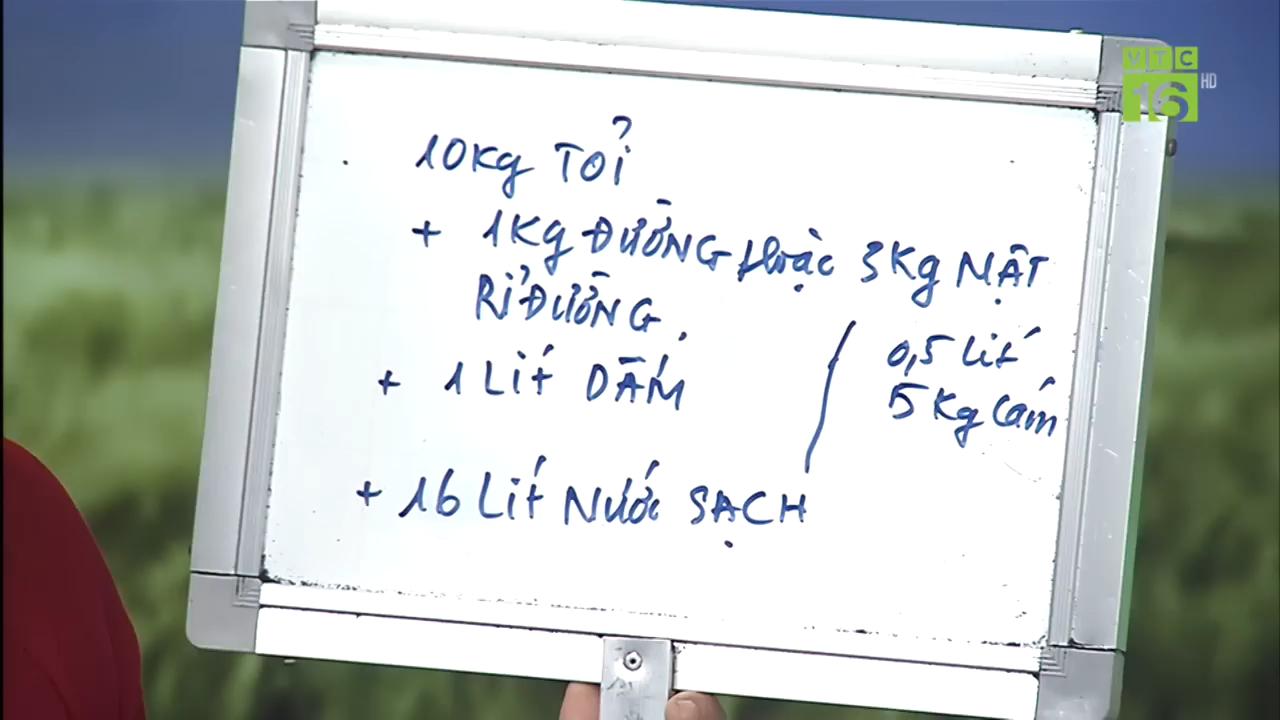 VTC
16 HD
10Kg TỎI
+ 1Kg ĐƯỜNG hoặc 3Kg MẬT
RỈ ĐƯỜNG.
+ 1 Lít DẤM
0,5 Lít
5 Kg Cám
+ 16 Lít NƯỚC SẠCH